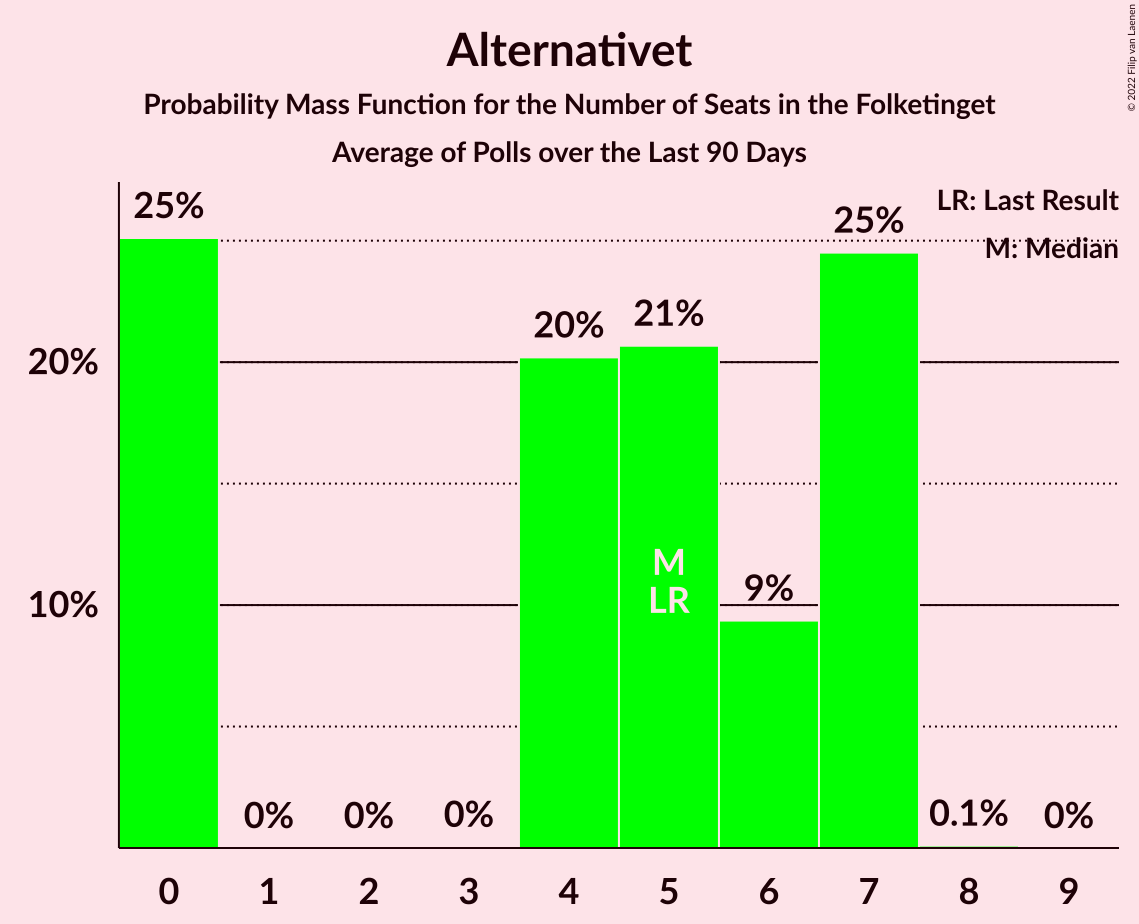 Alternativet
Probability Mass Function for the Number of Seats in the Folketinget
Average of Polls over the Last 90 Days
© 2022 Filip van Laenen
LR: Last Result
M: Median
25%
0%
0%
0%
20%
21%
9%
25%
0.1%
0%
M
LR
20%
10%
0 1 2 3 4 5 6 7 8 9